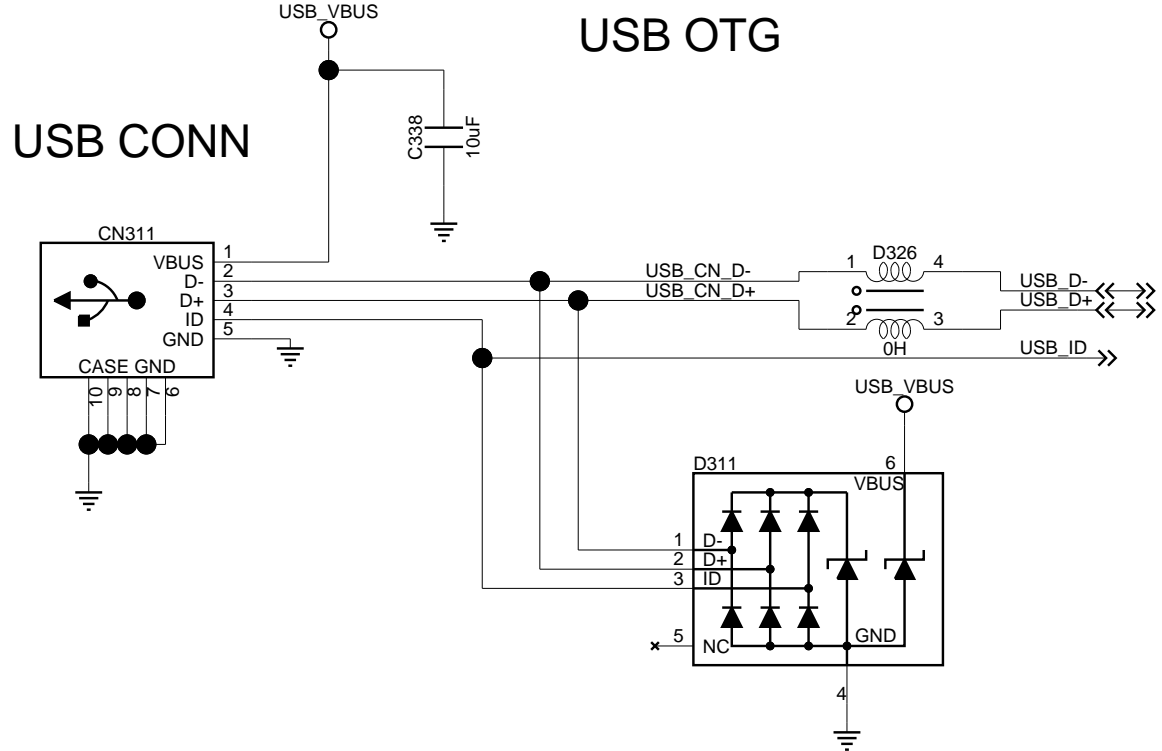 USB_VBUS
USB OTG
USB CONN
C338
10uF
CN311
VBUS 1
D- 2
D+ 3
ID 4
GND 5
CASE GND
10 9 8 7 6
USB_CN_D-
USB_CN_D+
D326
1 4
2 3
0H
USB_D-
USB_D+
USB_ID
USB_VBUS
D311
6
VBUS
1 D-
2 D+
3 ID
5 NC
GND
4